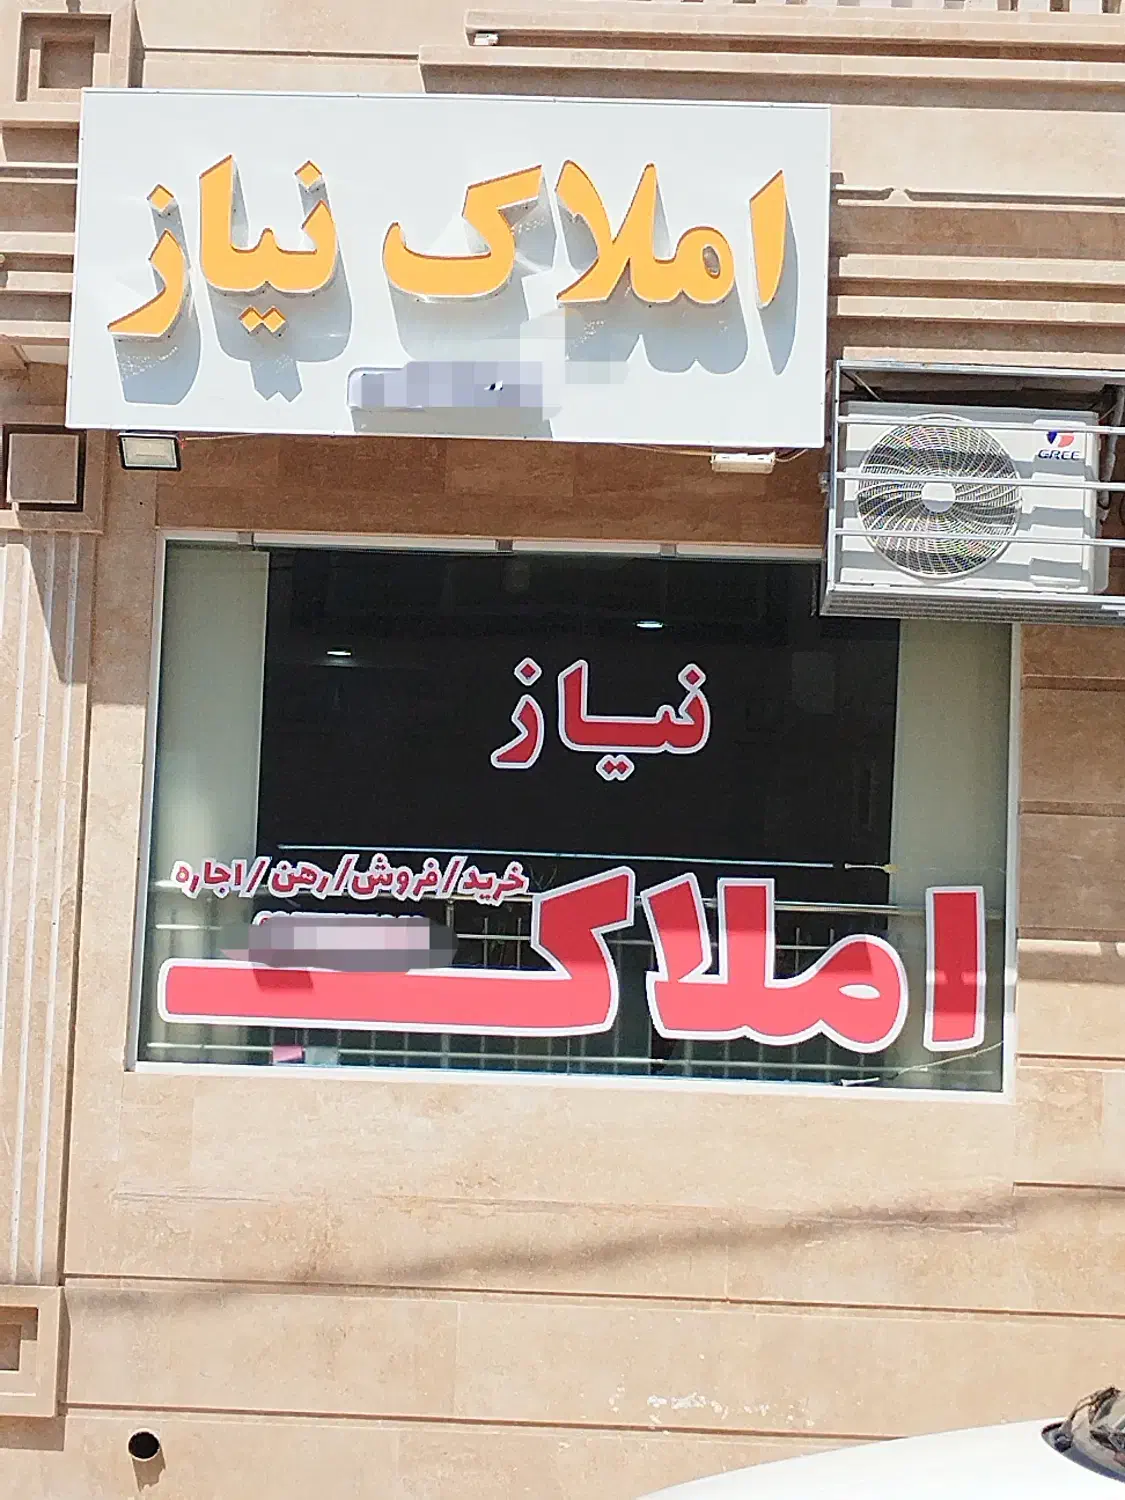 املاک نیاز
GREE
نیاز
خرید/فروش/رهن/اجاره
املاک